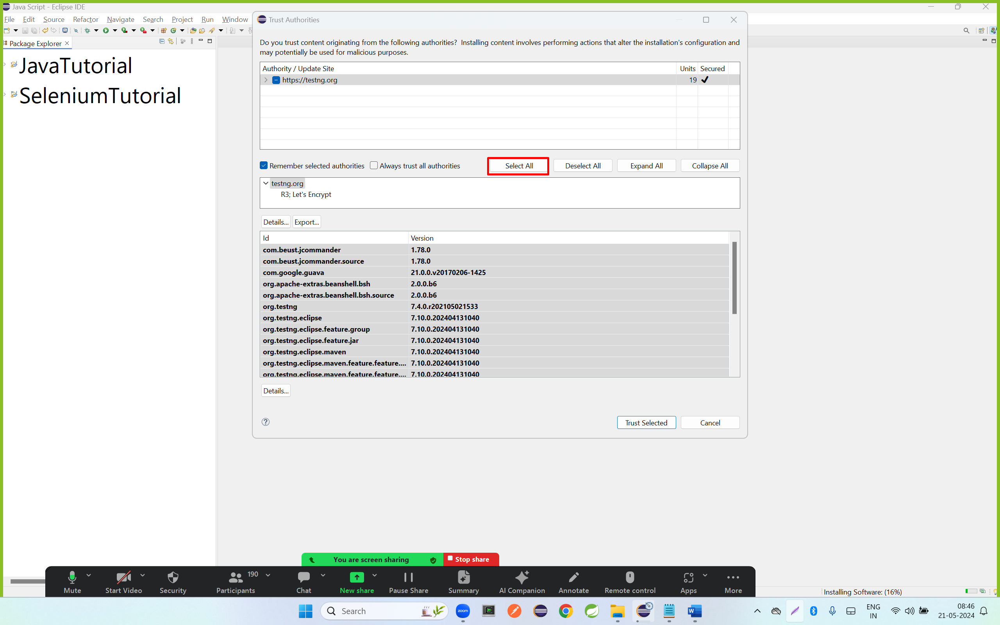 Java Script - Eclipse IDE
File Edit Source Refactor Navigate Search Project Run Window
Package Explorer
JavaTutorial
SeleniumTutorial
Trust Authorities
Do you trust content originating from the following authorities? Installing content involves performing actions that alter the installation's configuration and
may potentially be used for malicious purposes.
Authority / Update Site Units Secured
https://testng.org 19
Remember selected authorities Always trust all authorities Select All Deselect All Expand All Collapse All
testng.org
R3; Let's Encrypt
Details... Export...
Id Version
com.beust.jcommander 1.78.0
com.beust.jcommander.source 1.78.0
com.google.guava 21.0.0.v20170206-1425
org.apache-extras.beanshell.bsh 2.0.0.b6
org.apache-extras.beanshell.bsh.source 2.0.0.b6
org.testng 7.4.0.r202105021533
org.testng.eclipse 7.10.0.202404131040
org.testng.eclipse.feature.group 7.10.0.202404131040
org.testng.eclipse.feature.jar 7.10.0.202404131040
org.testng.eclipse.maven 7.10.0.202404131040
org.testng.eclipse.maven.feature.feature.... 7.10.0.202404131040
org.testng.eclipse.maven.feature.feature.... 7.10.0.202404131040
Details...
Trust Selected Cancel
You are screen sharing Stop share
190
Mute Start Video Security Participants Chat New share Pause Share Summary AI Companion Annotate Remote control Apps More
Installing Software: (16%)
Search
zoom
W
ENG
IN
08:46
21-05-2024